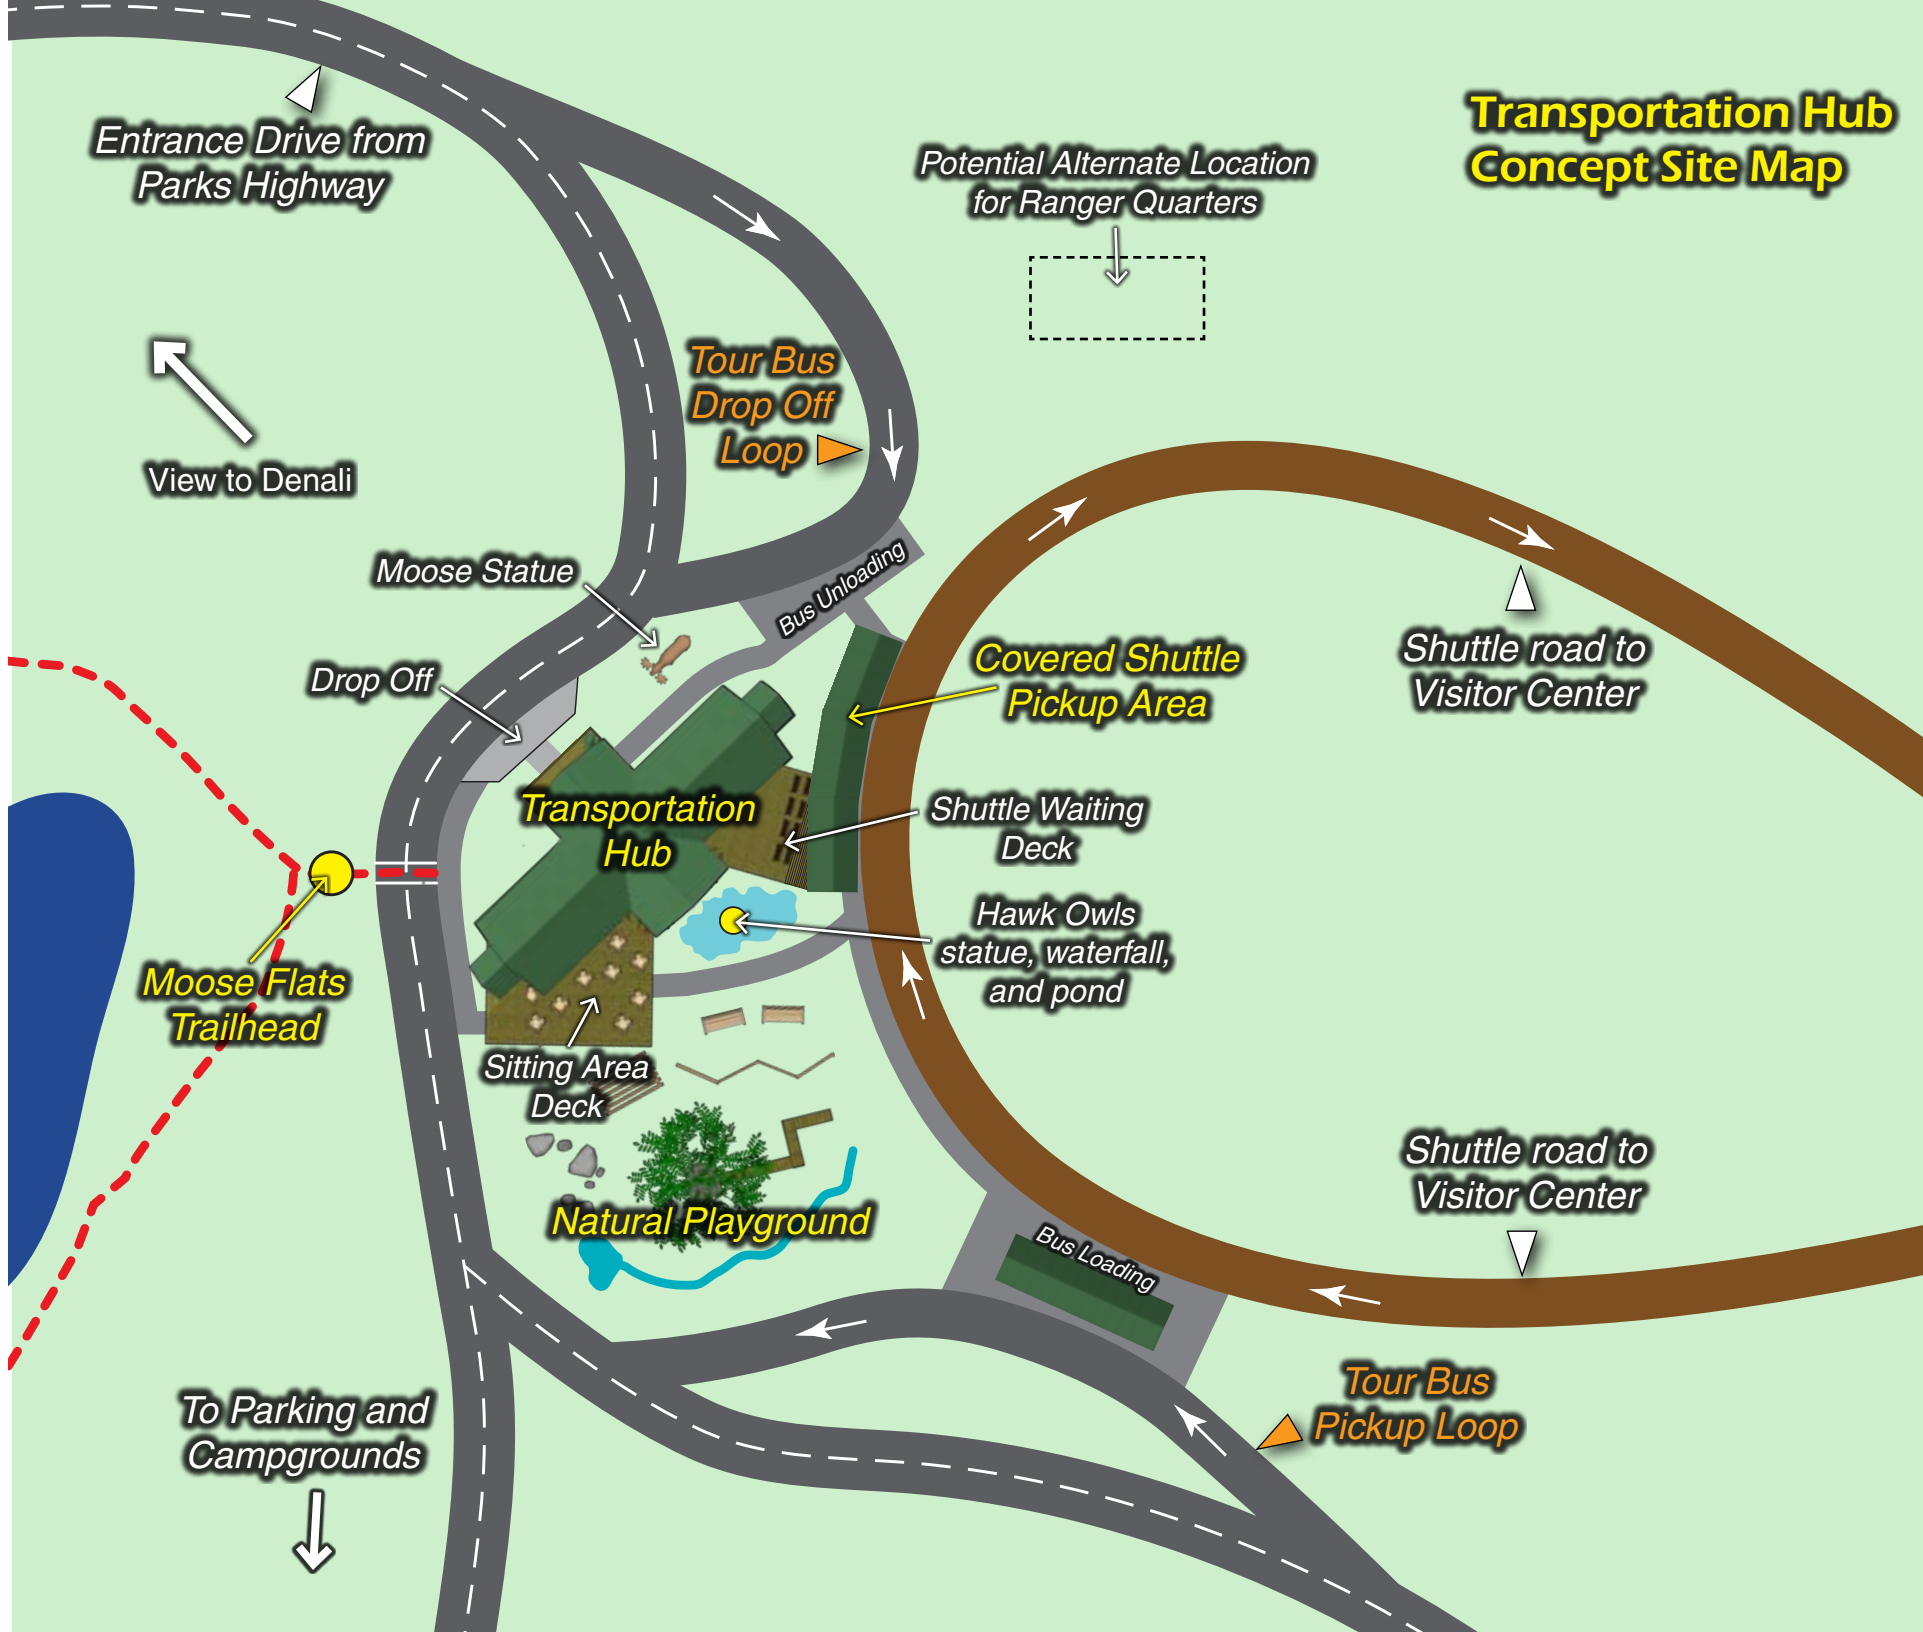 Transportation Hub
Concept Site Map
Entrance Drive from
Parks Highway
Potential Alternate Location
for Ranger Quarters
Tour Bus
Drop Off
Loop
View to Denali
Moose Statue
Bus Unloading
Drop Off
Covered Shuttle
Pickup Area
Shuttle road to
Visitor Center
Transportation
Hub
Shuttle Waiting
Deck
Hawk Owls
statue, waterfall,
and pond
Moose Flats
Trailhead
Sitting Area
Deck
Natural Playground
Shuttle road to
Visitor Center
Bus Loading
Tour Bus
Pickup Loop
To Parking and
Campgrounds